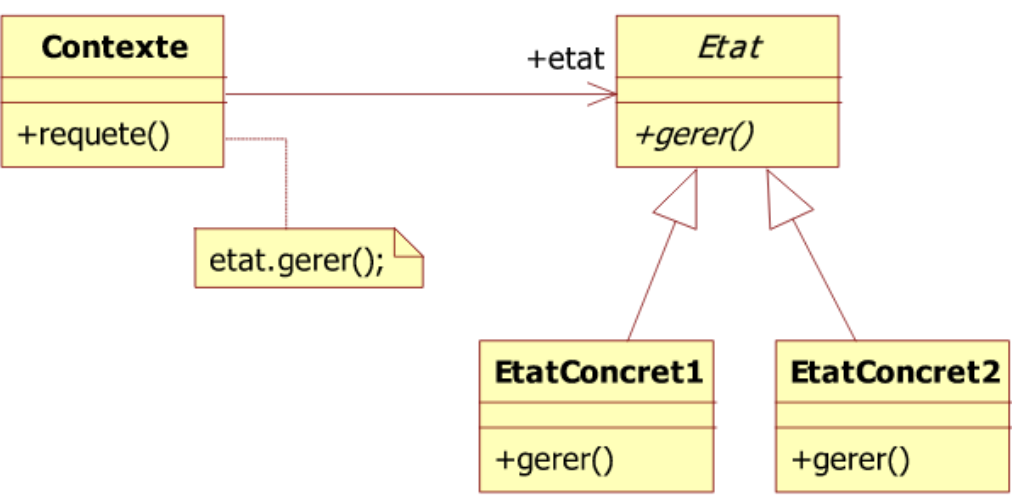 Contexte
+requete()
+etat
Etat
+gerer()
etat.gerer();
EtatConcret1
+gerer()
EtatConcret2
+gerer()